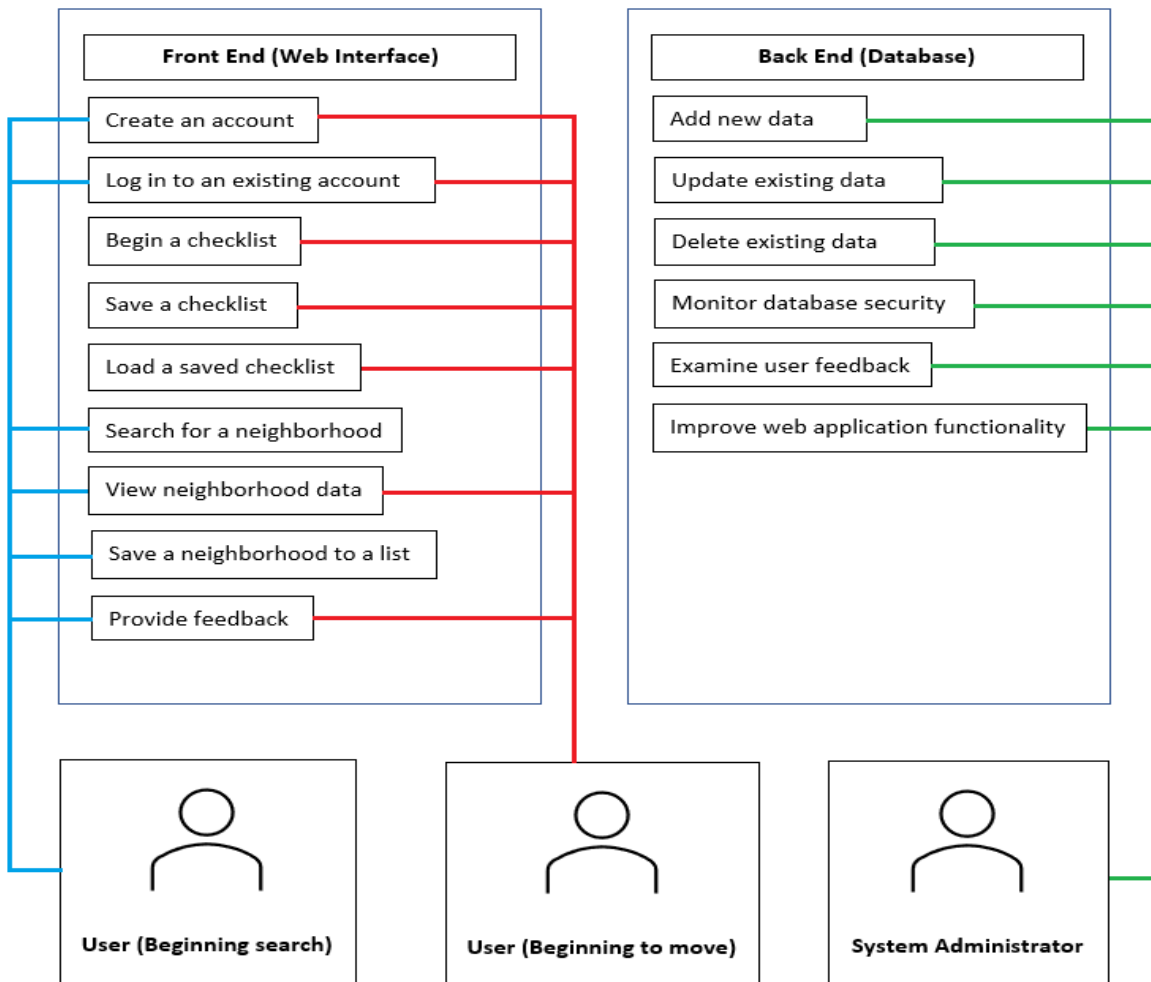 Front End (Web Interface)
Create an account
Log in to an existing account
Begin a checklist
Save a checklist
Load a saved checklist
Search for a neighborhood
View neighborhood data
Save a neighborhood to a list
Provide feedback
Back End (Database)
Add new data
Update existing data
Delete existing data
Monitor database security
Examine user feedback
Improve web application functionality
User (Beginning search)
User (Beginning to move)
System Administrator